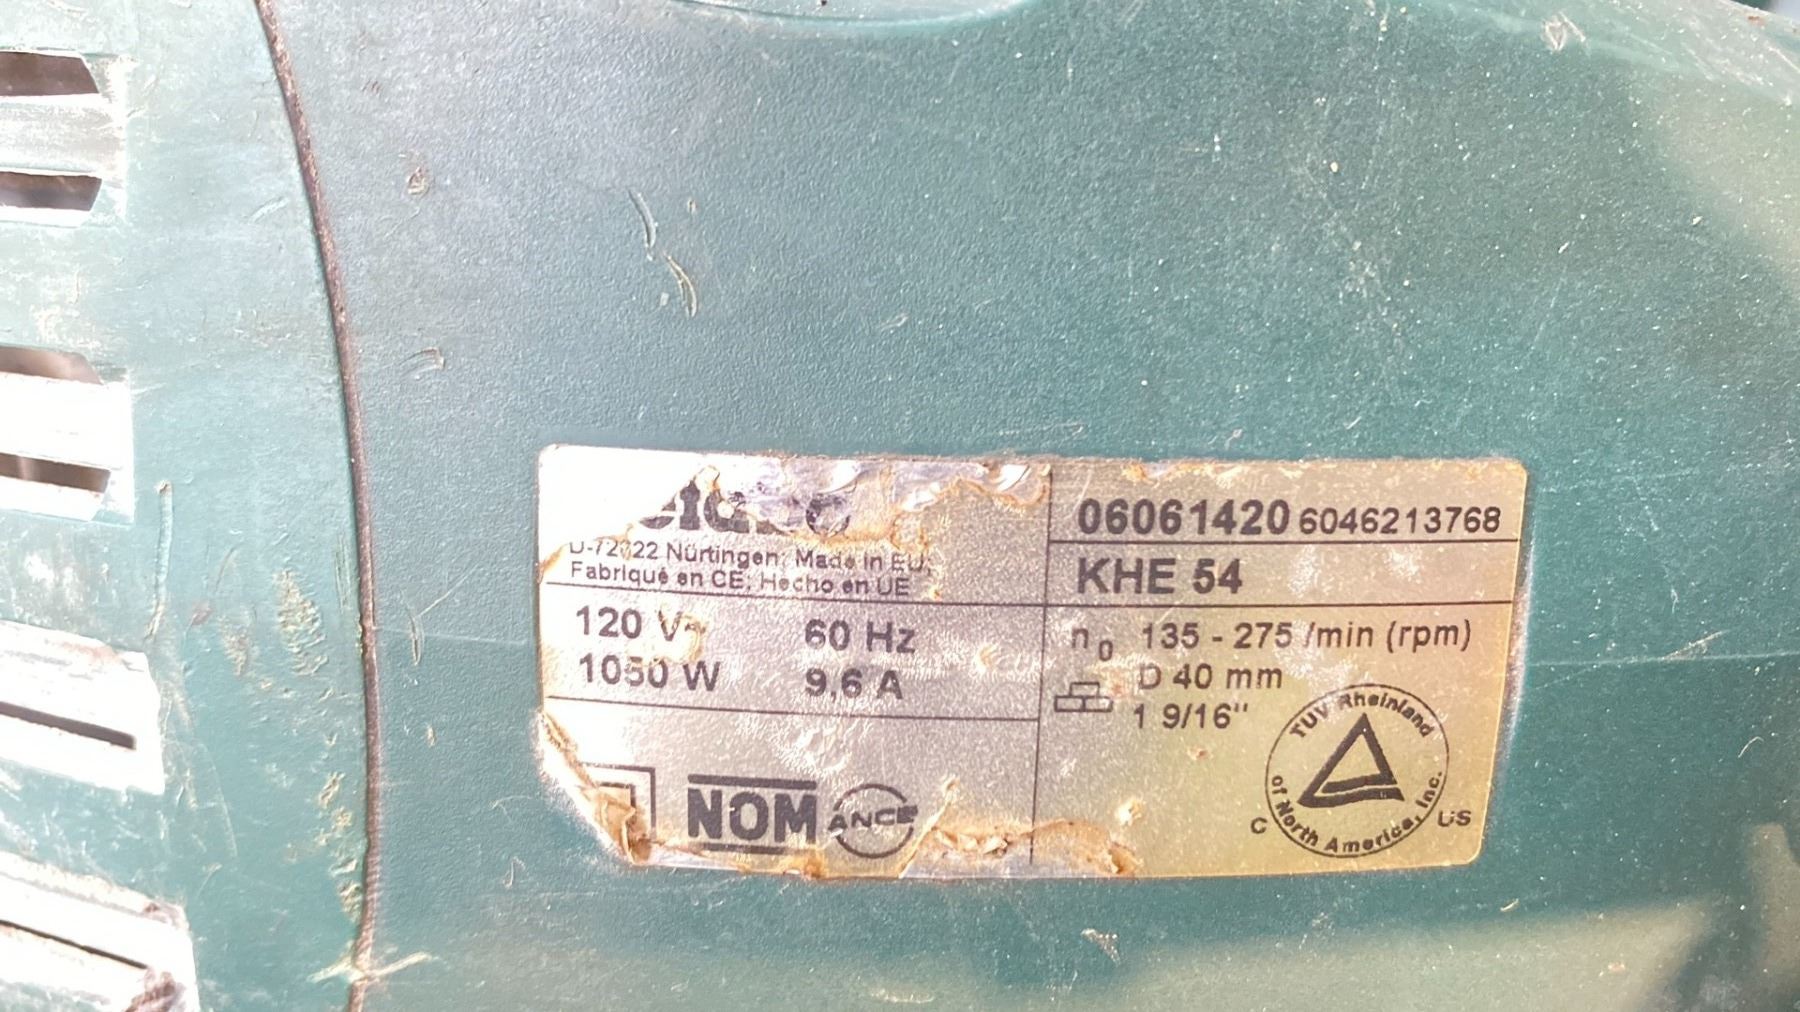 D-72622 Nürtingen; Made in EU;
Fabriqué en CE; Hecho en UE
120 V~ 60 Hz
1050 W 9,6 A
NOM ANCE
06061420 6046213768
KHE 54
n0 135 - 275 /min (rpm)
D 40 mm
1 9/16"
TÜV Rheinland
of North America, Inc.
C US